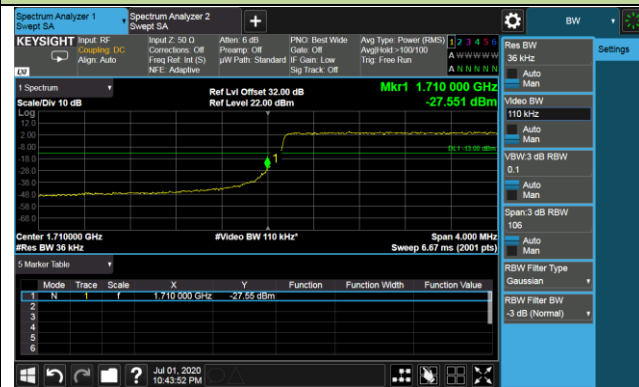 Spectrum Analyzer 1
Swept SA
Spectrum Analyzer 2
Swept SA
+
BW
KEYSIGHT
Input: RF
Coupling: DC
Align: Auto
Input Z: 50 Ω
Corrections: Off
Freq Ref: Int (S)
NFE: Adaptive
Atten: 6 dB
Preamp: Off
µW Path: Standard
PNO: Best Wide
Gate: Off
IF Gain: Low
Sig Track: Off
Avg Type: Power (RMS)
Avg|Hold:>100/100
Trig: Free Run
1 2 3 4 5 6
A W W W W W
A N N N N N
LXI
1 Spectrum
Scale/Div 10 dB
Ref Lvl Offset 32.00 dB
Ref Level 22.00 dBm
Mkr1 1.710 000 GHz
-27.551 dBm
Log
12.0
2.00
-8.00
-18.0
-28.0
-38.0
-48.0
-58.0
-68.0
1
DL1 -13.00 dBm
Center 1.710000 GHz
#Res BW 36 kHz
#Video BW 110 kHz*
Span 4.000 MHz
Sweep 6.67 ms (2001 pts)
5 Marker Table
Mode Trace Scale X Y Function Function Width Function Value
1 N 1 f 1.710 000 GHz -27.55 dBm
2
3
4
5
6
Res BW
36 kHz
Auto
Man
Video BW
110 kHz
Auto
Man
VBW:3 dB RBW
0.1
Auto
Man
Span:3 dB RBW
106
Auto
Man
RBW Filter Type
Gaussian
RBW Filter BW
-3 dB (Normal)
Settings
?
Jul 01, 2020
10:43:52 PM